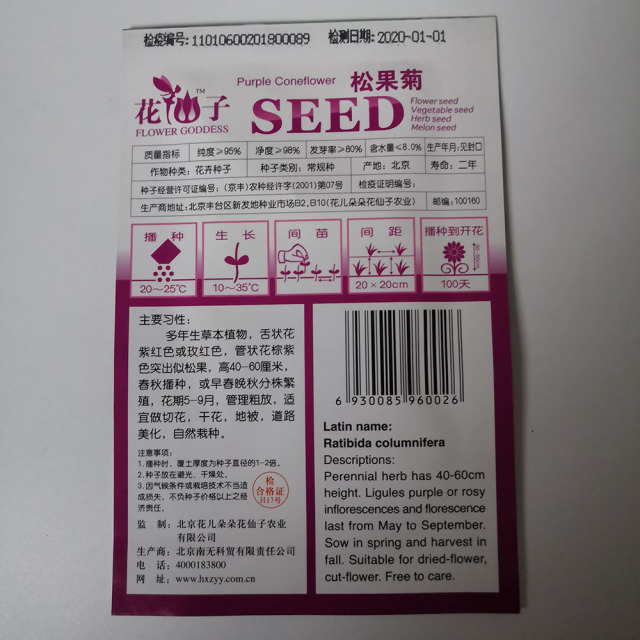 检疫编号:11010600201800089 检测日期:2020-01-01
花仙子™
FLOWER GODDESS
Purple Coneflower 松果菊
SEED
Flower seed
Vegetable seed
Herb seed
Melon seed
质量指标 纯度≥95% 净度≥98% 发芽率≥80% 含水量≤8.0% 生产年月:见封口
作物种类: 花卉种子 种子类别: 常规种 产地: 北京 寿命: 二年
种子经营许可证编号: (京丰)农种经许字(2001)第07号 检疫证明编号:
生产商地址:北京丰台区新发地种业市场B2,B10(花儿朵朵花仙子农业) 邮编:100160
播种 生长 间苗 间距 播种到开花
20～25℃ 10～35℃ 20×20cm 100天
主要习性:
多年生草本植物，舌状花
紫红色或玫红色，管状花棕紫
色突出似松果，高40-60厘米，
春秋播种，或早春晚秋分株繁
殖，花期5-9月，管理粗放，适
宜做切花，干花，地被，道路
美化，自然栽种。
注意事项:
1.播种时，覆土厚度为种子直径的1-2倍。
2.种子放在避光、干燥处。
3.因气候条件或栽培技术不当造
成损失，不负种子价格以上之经
济责任。
检
合格证
H17号
监 制: 北京花儿朵朵花仙子农业
有限公司
生产商: 北京南无科贸有限责任公司
电 话: 4000183800
网 址: www.hxzyy.com.cn
6 930085 960026
Latin name:
Ratibida columnifera
Descriptions:
Perennial herb has 40-60cm
height. Ligules purple or rosy
inflorescences and florescence
last from May to September.
Sow in spring and harvest in
fall. Suitable for dried-flower,
cut-flower. Free to care.